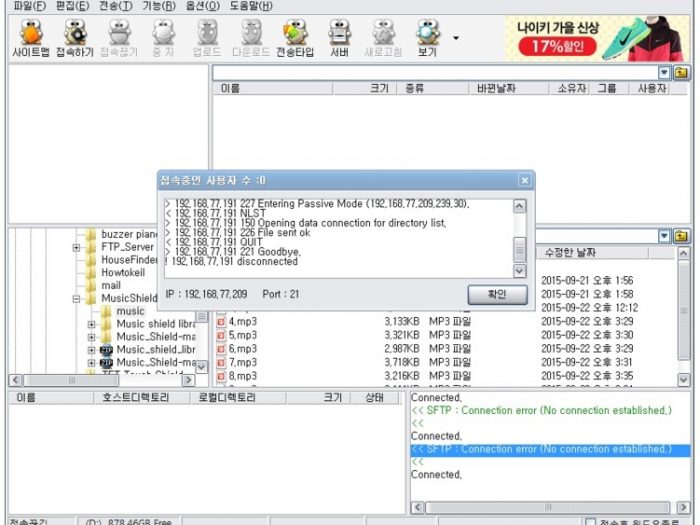 파일(F) 편집(E) 전송(T) 기능(R) 옵션(O) 도움말(H)
사이트맵 접속하기 접속끊기 중 지 업로드 다운로드 전송타입 서버 새로고침 보기
나이키 가을 신상
17%할인
이름 크기 종류 바뀐날짜 소유자 그룹 사용자
접속중인 사용자 수 :0
> 192,168,77,191 227 Entering Passive Mode (192,168,77,209,239,30),
< 192,168,77,191 NLST
> 192,168,77,191 150 Opening data connection for directory list,
> 192,168,77,191 226 File sent ok
< 192,168,77,191 QUIT
> 192,168,77,191 221 Goodbye,
! 192,168,77,191 disconnected
IP : 192,168,77,209 Port : 21
확인
buzzer pian
FTP_Server
HouseFinder
Howtokeil
mail
MusicShield
music
Music shield libra
Music_Shield-ma
Music_shield_libr
Music_Shield-ma
수정한 날짜
2015-09-21 오후 1:56
2015-09-21 오후 1:58
2015-09-22 오후 12:12
4,mp3 3,133KB MP3 파일 2015-09-22 오후 3:29
5,mp3 3,321KB MP3 파일 2015-09-22 오후 3:30
6,mp3 2,987KB MP3 파일 2015-09-22 오후 3:29
7,mp3 3,718KB MP3 파일 2015-09-22 오후 3:31
8,mp3 3,216KB MP3 파일 2015-09-22 오후 3:35
이름 호스트디렉토리 로컬디렉토리 크기 상태
Connected,
<< SFTP : Connection error (No connection established,)
<<
Connected,
<< SFTP : Connection error (No connection established,)
<<
Connected,
접속끊김 (D:) 878,46GB Free
접속후 윈도우종료